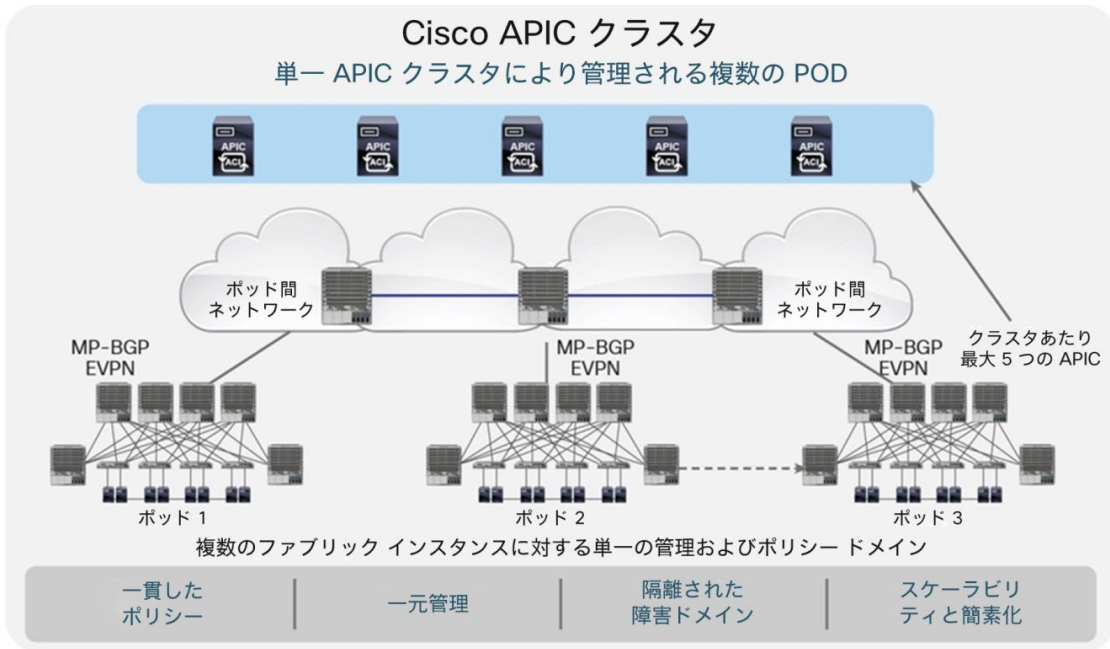 Cisco APIC クラスタ
単一 APIC クラスタにより管理される複数の POD
APIC
ACI
APIC
ACI
APIC
ACI
APIC
ACI
APIC
ACI
ポッド間
ネットワーク
ポッド間
ネットワーク
クラスタあたり
最大 5 つの APIC
MP-BGP
EVPN
MP-BGP
EVPN
MP-BGP
EVPN
ポッド 1
ポッド 2
ポッド 3
複数のファブリック インスタンスに対する単一の管理およびポリシー ドメイン
一貫した
ポリシー
一元管理
隔離された
障害ドメイン
スケーラビリ
ティと簡素化